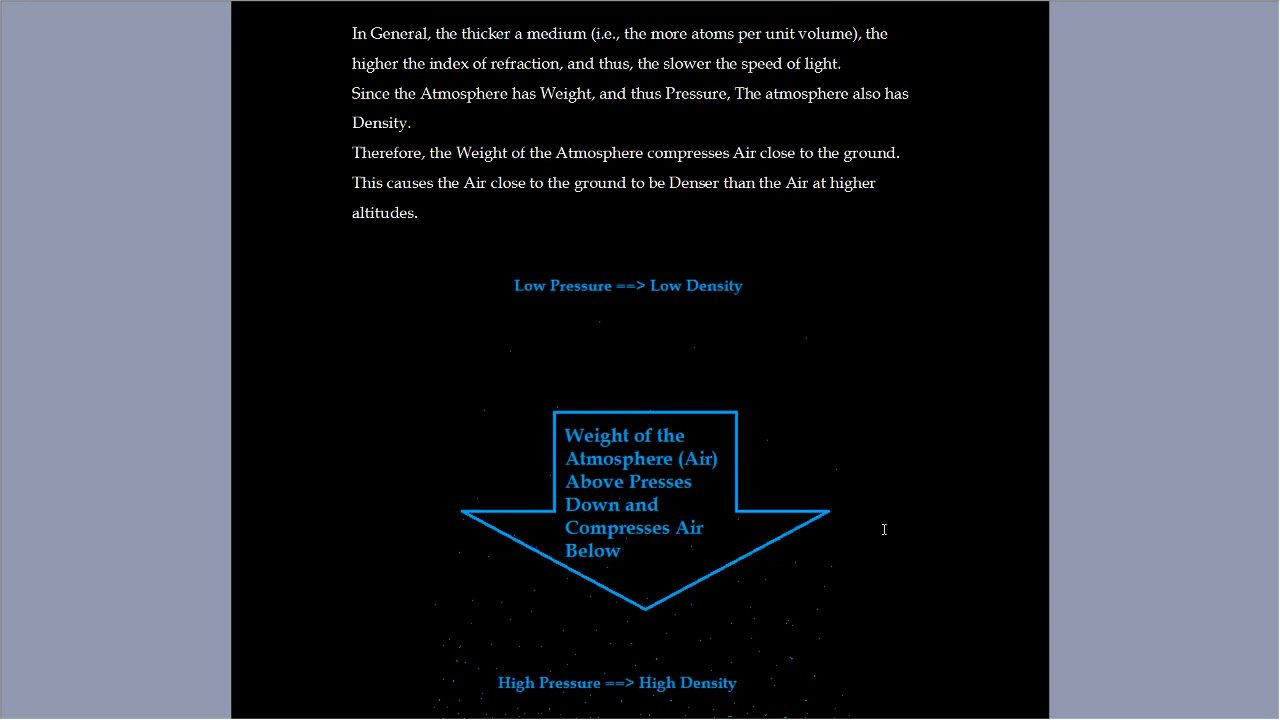 In General, the thicker a medium (i.e., the more atoms per unit volume), the
higher the index of refraction, and thus, the slower the speed of light.
Since the Atmosphere has Weight, and thus Pressure, The atmosphere also has
Density.
Therefore, the Weight of the Atmosphere compresses Air close to the ground.
This causes the Air close to the ground to be Denser than the Air at higher
altitudes.
Low Pressure ==> Low Density
Weight of the
Atmosphere (Air)
Above Presses
Down and
Compresses Air
Below
High Pressure ==> High Density